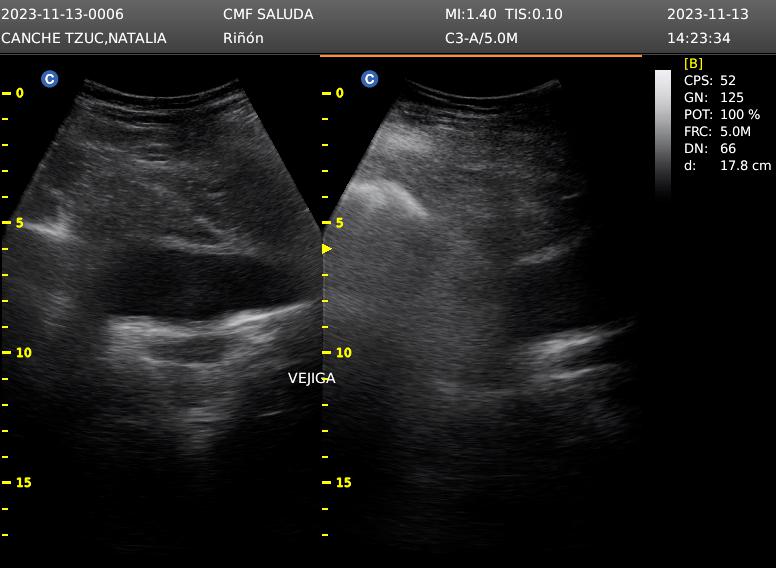 2023-11-13-0006 CMF SALUDA MI:1.40 TIS:0.10 2023-11-13
CANCHE TZUC,NATALIA Riñón C3-A/5.0M 14:23:34
C C
[B]
CPS: 52
GN: 125
POT: 100 %
FRC: 5.0M
DN: 66
d: 17.8 cm
0 0
5 5
10 10
VEJIGA
15 15